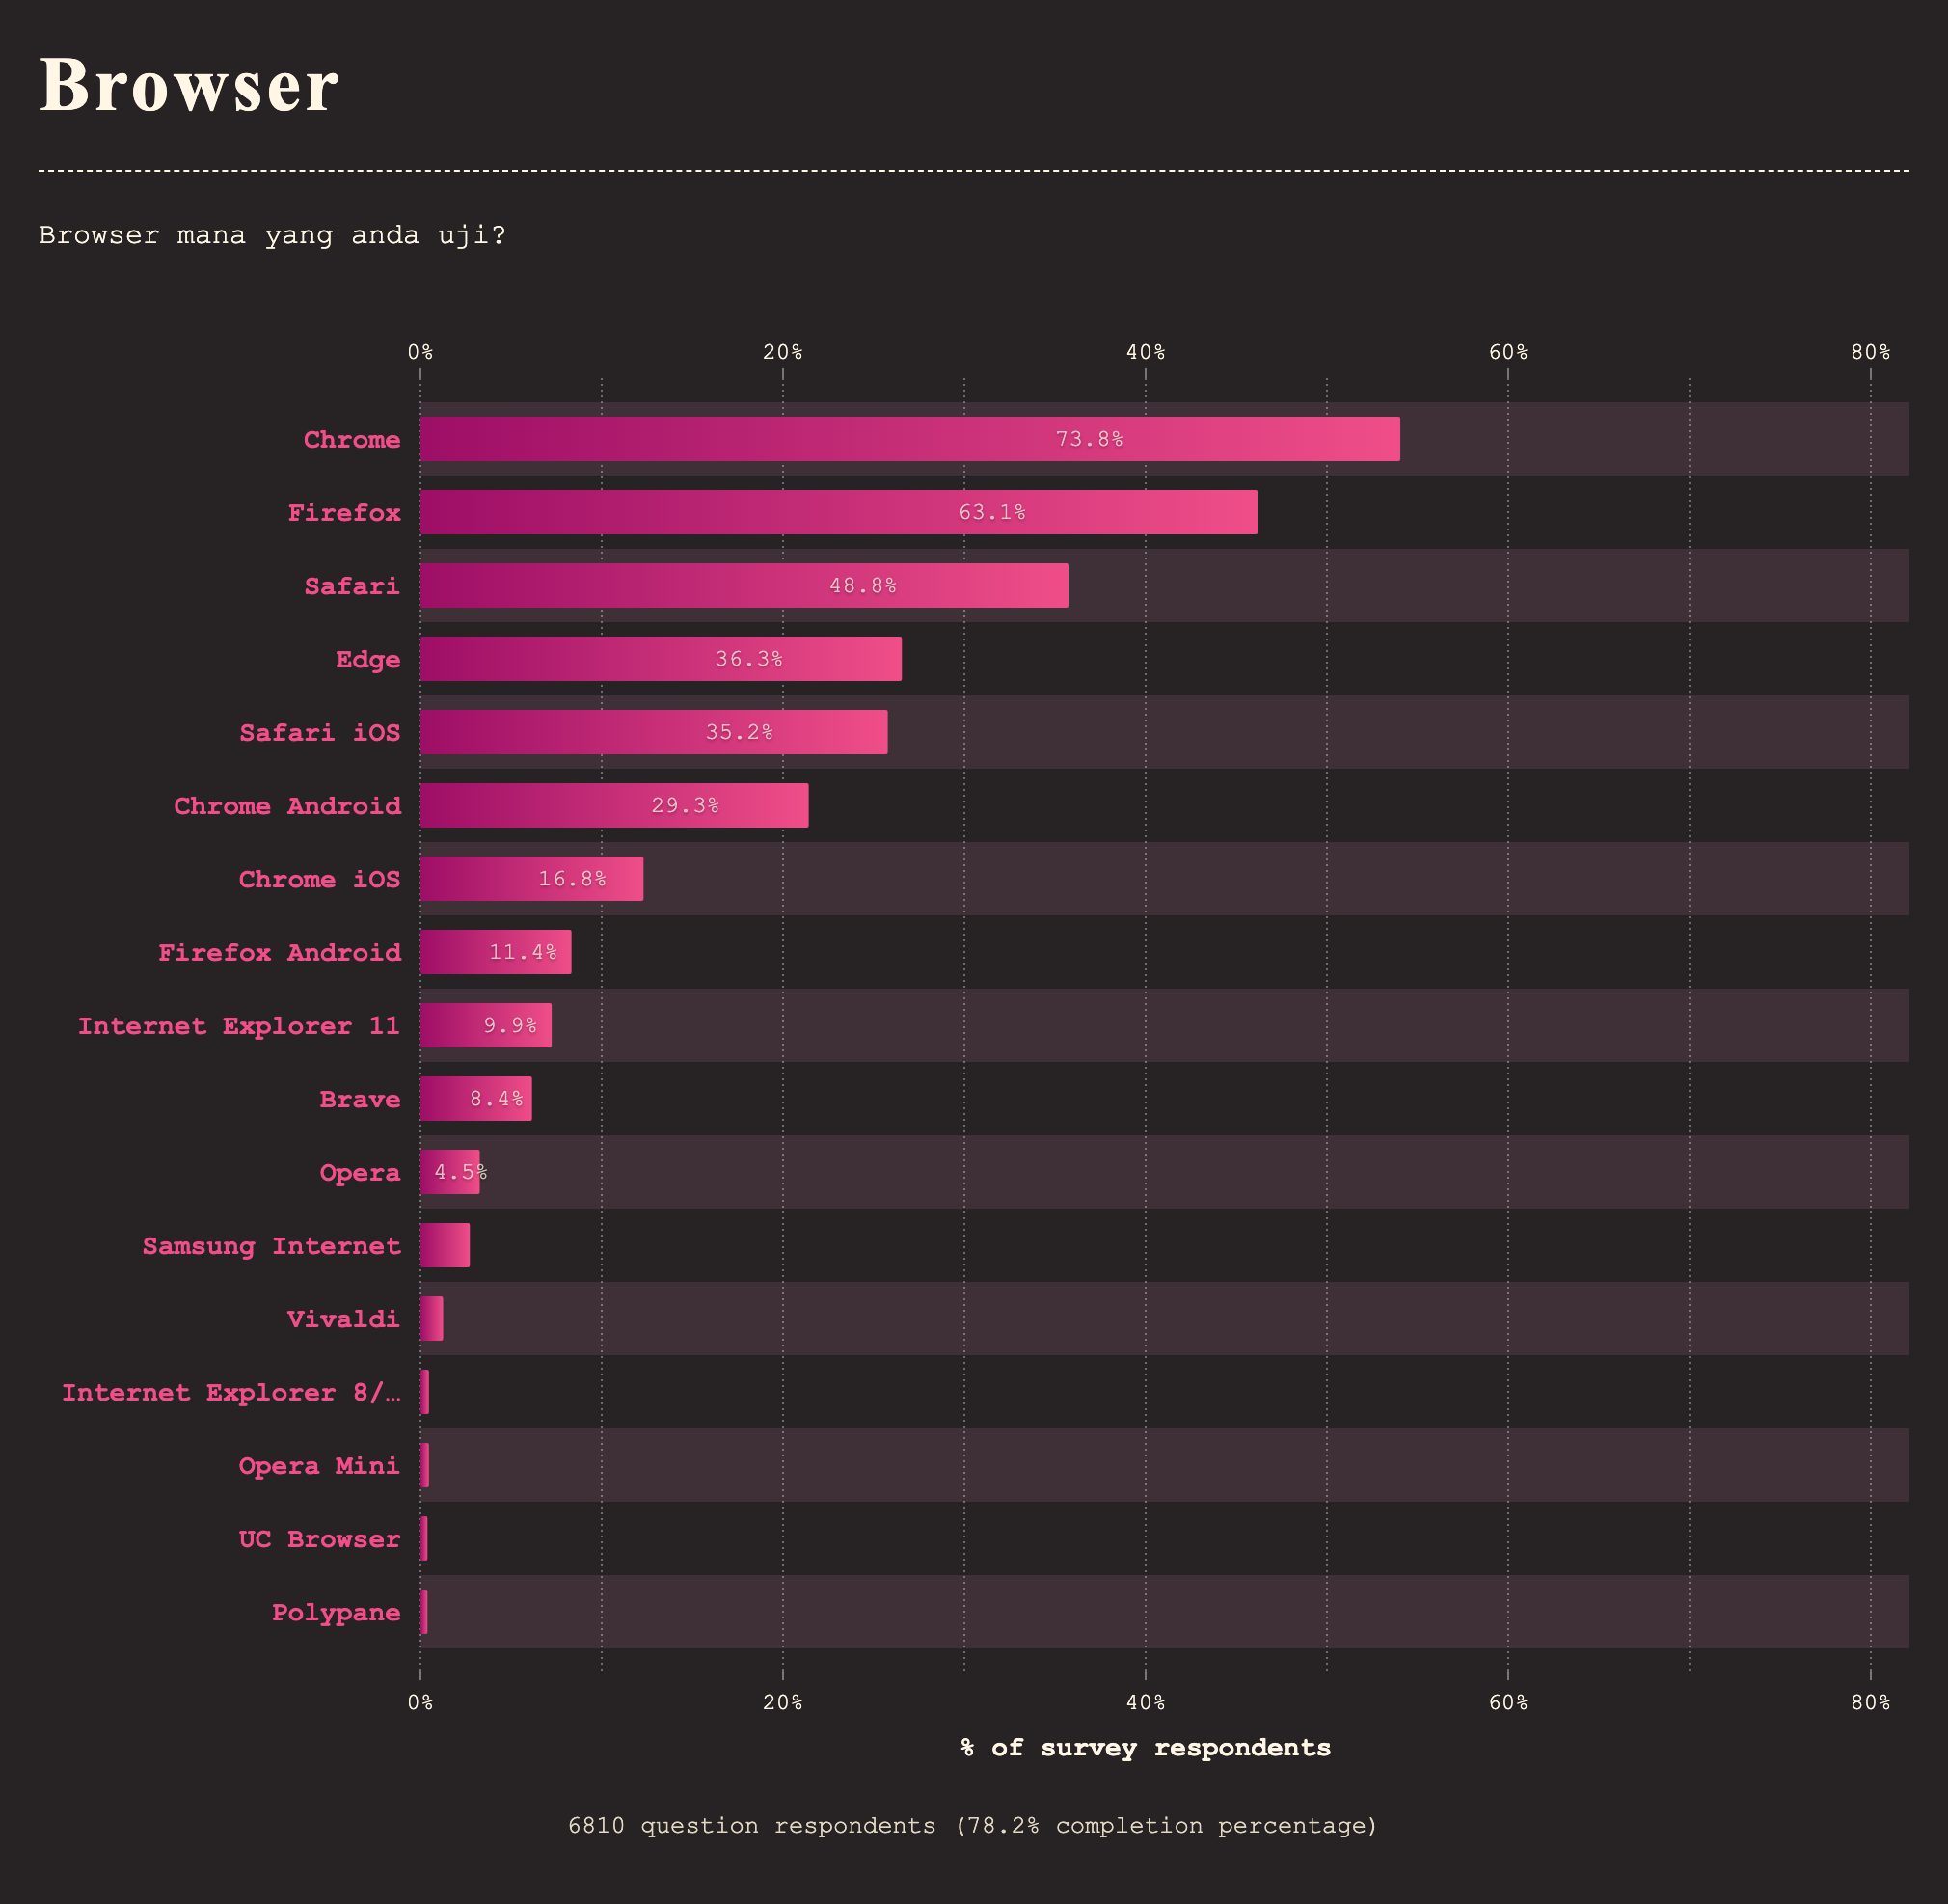 Browser
Browser mana yang anda uji?
0% 20% 40% 60% 80%
Chrome 73.8%
Firefox 63.1%
Safari 48.8%
Edge 36.3%
Safari iOS 35.2%
Chrome Android 29.3%
Chrome iOS 16.8%
Firefox Android 11.4%
Internet Explorer 11 9.9%
Brave 8.4%
Opera 4.5%
Samsung Internet
Vivaldi
Internet Explorer 8/…
Opera Mini
UC Browser
Polypane
0% 20% 40% 60% 80%
% of survey respondents
6810 question respondents (78.2% completion percentage)